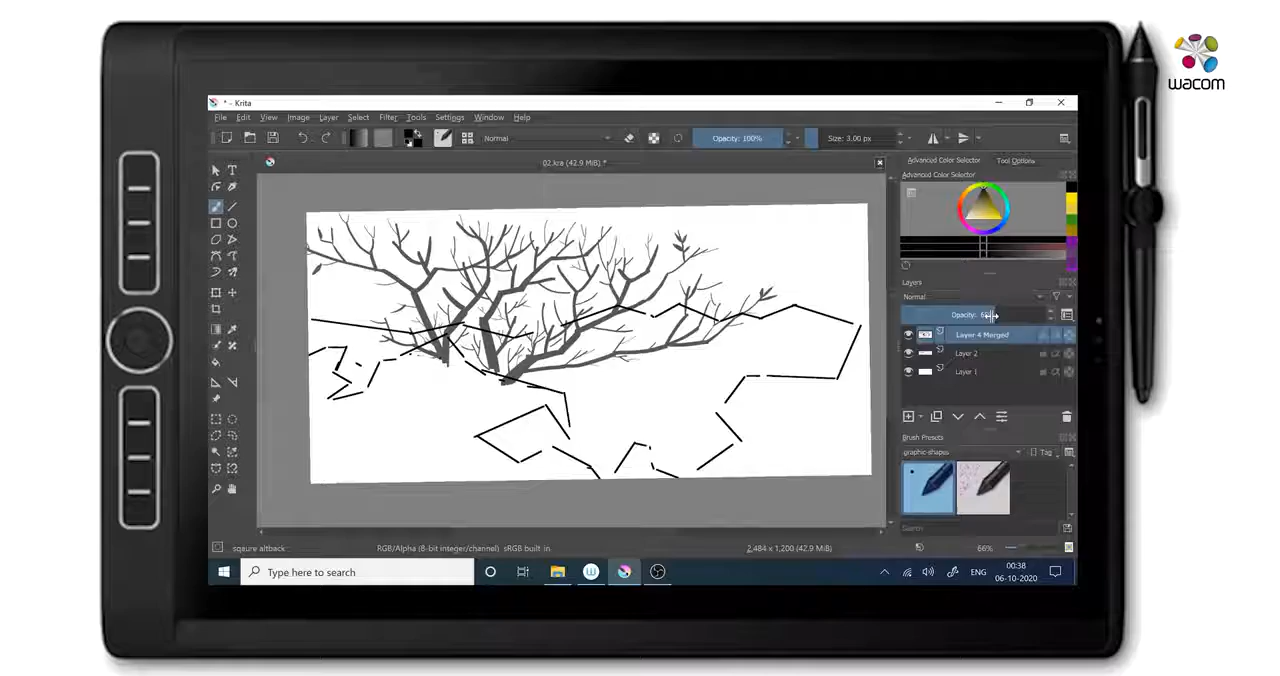 wacom
* - Krita
File Edit View Image Layer Select Filter Tools Settings Window Help
Normal
Opacity: 100%
Size: 3.00 px
02.kra (42.9 MiB) *
Advanced Color Selector
Tool Options
Advanced Color Selector
Layers
Normal
Opacity:
Layer 4 Merged
Layer 2
Layer 1
Brush Presets
graphic-shapes
Tag
Search
sqeure altback
RGB/Alpha (8-bit integer/channel) sRGB built in
2,484 x 1,200 (42.9 MiB)
66%
Type here to search
ENG
00:38
06-10-2020